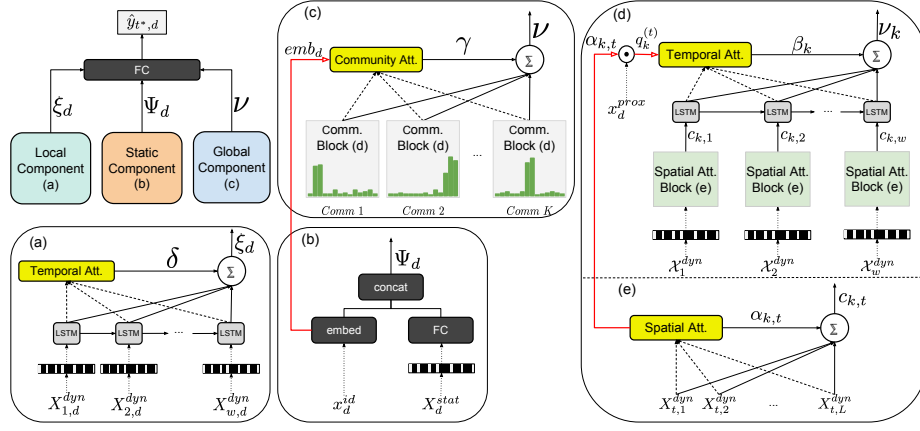 ŷ_{t*,d}
FC
ξ_d
Ψ_d
ν
Local
Component
(a)
Static
Component
(b)
Global
Component
(c)
(a)
ξ_d
Temporal Att.
δ
Σ
LSTM
LSTM
...
LSTM
X^{dyn}_{1,d}
X^{dyn}_{2,d}
X^{dyn}_{w,d}
(b)
Ψ_d
concat
embed
FC
x^{id}_d
X^{stat}_d
(c)
ν
emb_d
Community Att.
γ
Σ
Comm.
Block (d)
Comm.
Block (d)
...
Comm.
Block (d)
Comm 1
Comm 2
Comm K
(d)
ν_k
α_{k,t}
q^{(t)}_k
Temporal Att.
β_k
Σ
x^{prox}_d
LSTM
LSTM
...
LSTM
c_{k,1}
c_{k,2}
c_{k,w}
Spatial Att.
Block (e)
Spatial Att.
Block (e)
Spatial Att.
Block (e)
𝒳^{dyn}_1
𝒳^{dyn}_2
𝒳^{dyn}_w
(e)
c_{k,t}
Spatial Att.
α_{k,t}
Σ
X^{dyn}_{t,1}
X^{dyn}_{t,2}
...
X^{dyn}_{t,L}